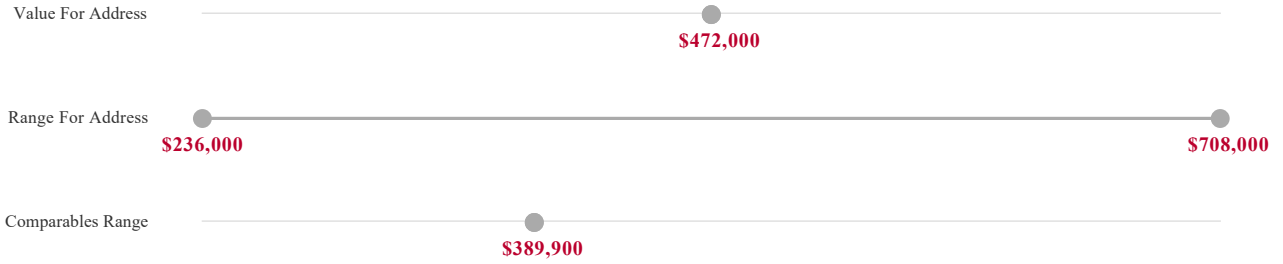 Value For Address
$472,000
Range For Address
$236,000 $708,000
Comparables Range
$389,900